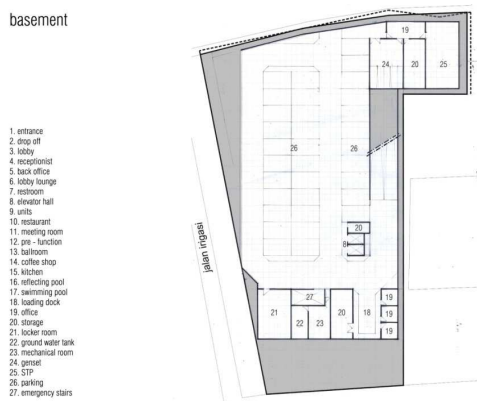 basement
1. entrance
2. drop off
3. lobby
4. receptionist
5. back office
6. lobby lounge
7. restroom
8. elevator hall
9. units
10. restaurant
11. meeting room
12. pre - function
13. ballroom
14. coffee shop
15. kitchen
16. reflecting pool
17. swimming pool
18. loading dock
19. office
20. storage
21. locker room
22. ground water tank
23. mechanical room
24. genset
25. STP
26. parking
27. emergency stairs
19
24 20 25
26 26
20
8
jalan irigasi
27
21 22 23 20 18 19
19
19